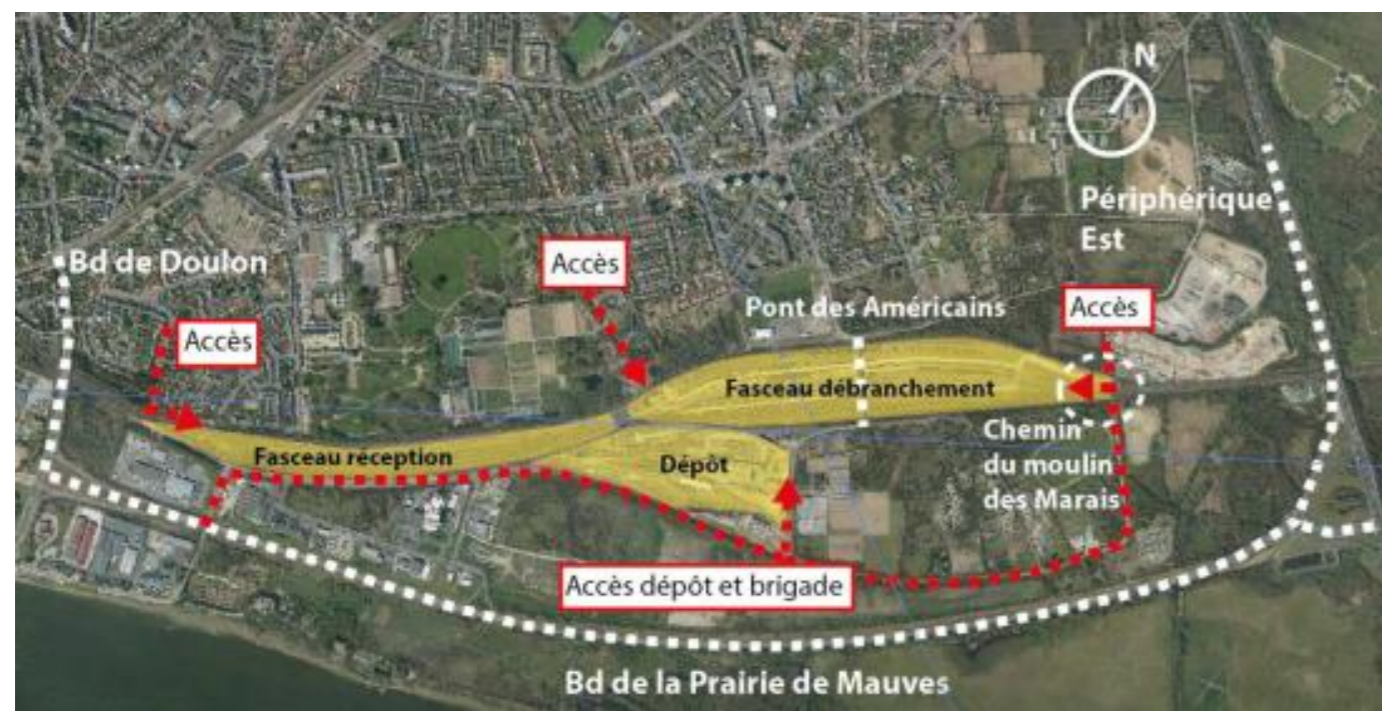 N
Périphérique
Est
Bd de Doulon
Accès
Accès
Pont des Américains
Accès
Fasceau débranchement
Chemin
du moulin
des Marais
Fasceau réception
Dépôt
Accès dépôt et brigade
Bd de la Prairie de Mauves